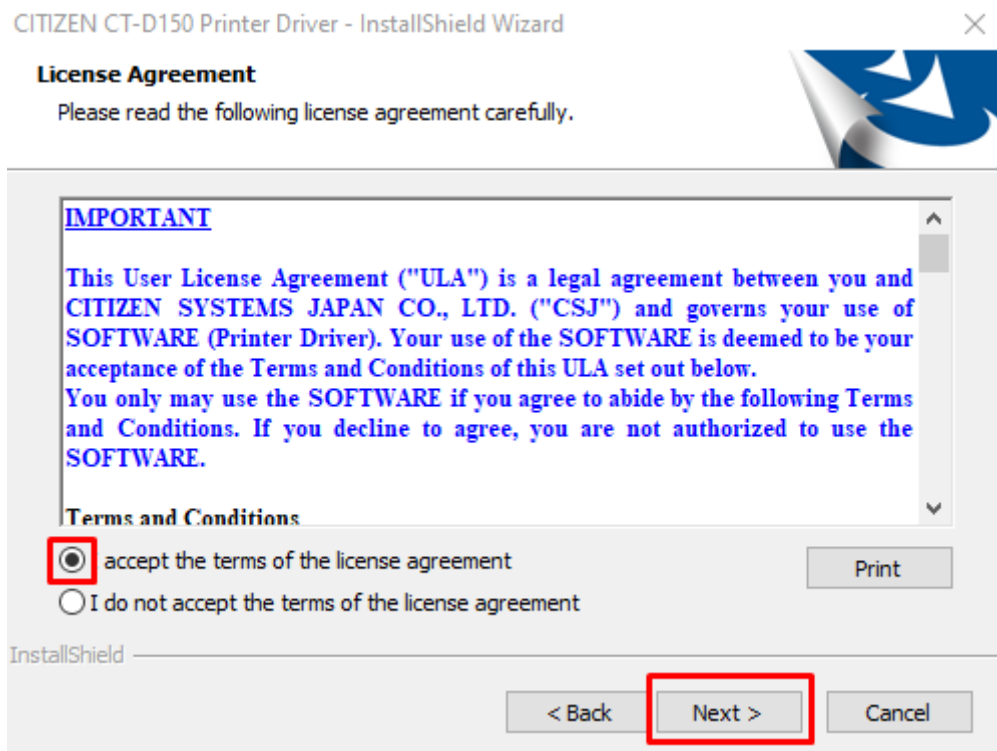 CITIZEN CT-D150 Printer Driver - InstallShield Wizard
License Agreement
Please read the following license agreement carefully.
IMPORTANT
This User License Agreement ("ULA") is a legal agreement between you and
CITIZEN SYSTEMS JAPAN CO., LTD. ("CSJ") and governs your use of
SOFTWARE (Printer Driver). Your use of the SOFTWARE is deemed to be your
acceptance of the Terms and Conditions of this ULA set out below.
You only may use the SOFTWARE if you agree to abide by the following Terms
and Conditions. If you decline to agree, you are not authorized to use the
SOFTWARE.
Terms and Conditions
accept the terms of the license agreement
Print
I do not accept the terms of the license agreement
InstallShield
< Back
Next >
Cancel